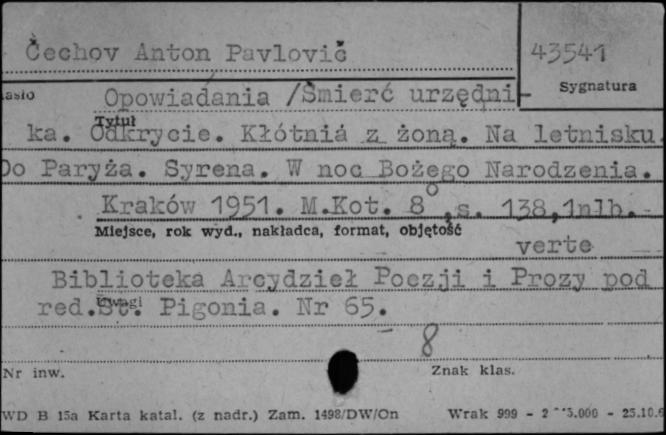 Čechov Anton Pavlovič
43541
Sygnatura
Opowiadania /Śmierć urzędni-
Tytuł
ka. Odkrycie. Kłótnia z żoną. Na letnisku.
Do Paryża. Syrena. W noc Bożego Narodzenia.
Kraków 1951. M.Kot. 8°, s. 138,1nlb.
Miejsce, rok wyd., nakładca, format, objętość
verte
Biblioteka Arcydzieł Poezji i Prozy pod
Uwagi
red. St. Pigonia. Nr 65.
8
Nr inw.
Znak klas.
WD B 15a Karta katal. (z nadr.) Zam. 1498/DW/On Wrak 999 - - 25.10.